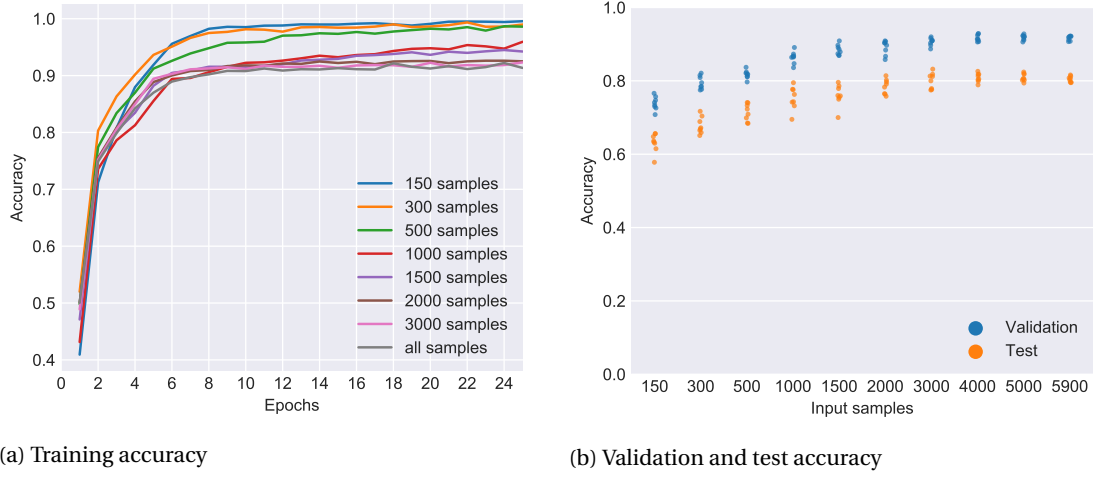 1.0
0.9
0.8
0.7
0.6
0.5
0.4
Accuracy
150 samples
300 samples
500 samples
1000 samples
1500 samples
2000 samples
3000 samples
all samples
0 2 4 6 8 10 12 14 16 18 20 22 24
Epochs
(a) Training accuracy
1.0
0.8
0.6
0.4
0.2
0.0
Accuracy
Validation
Test
150 300 500 1000 1500 2000 3000 4000 5000 5900
Input samples
(b) Validation and test accuracy